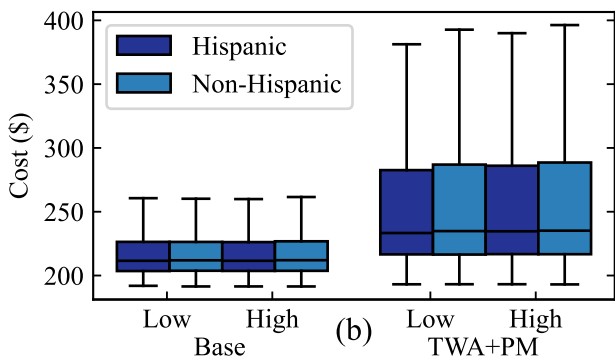 400
350
300
250
200
Cost ($)
Hispanic
Non-Hispanic
Low High Low High
Base (b) TWA+PM